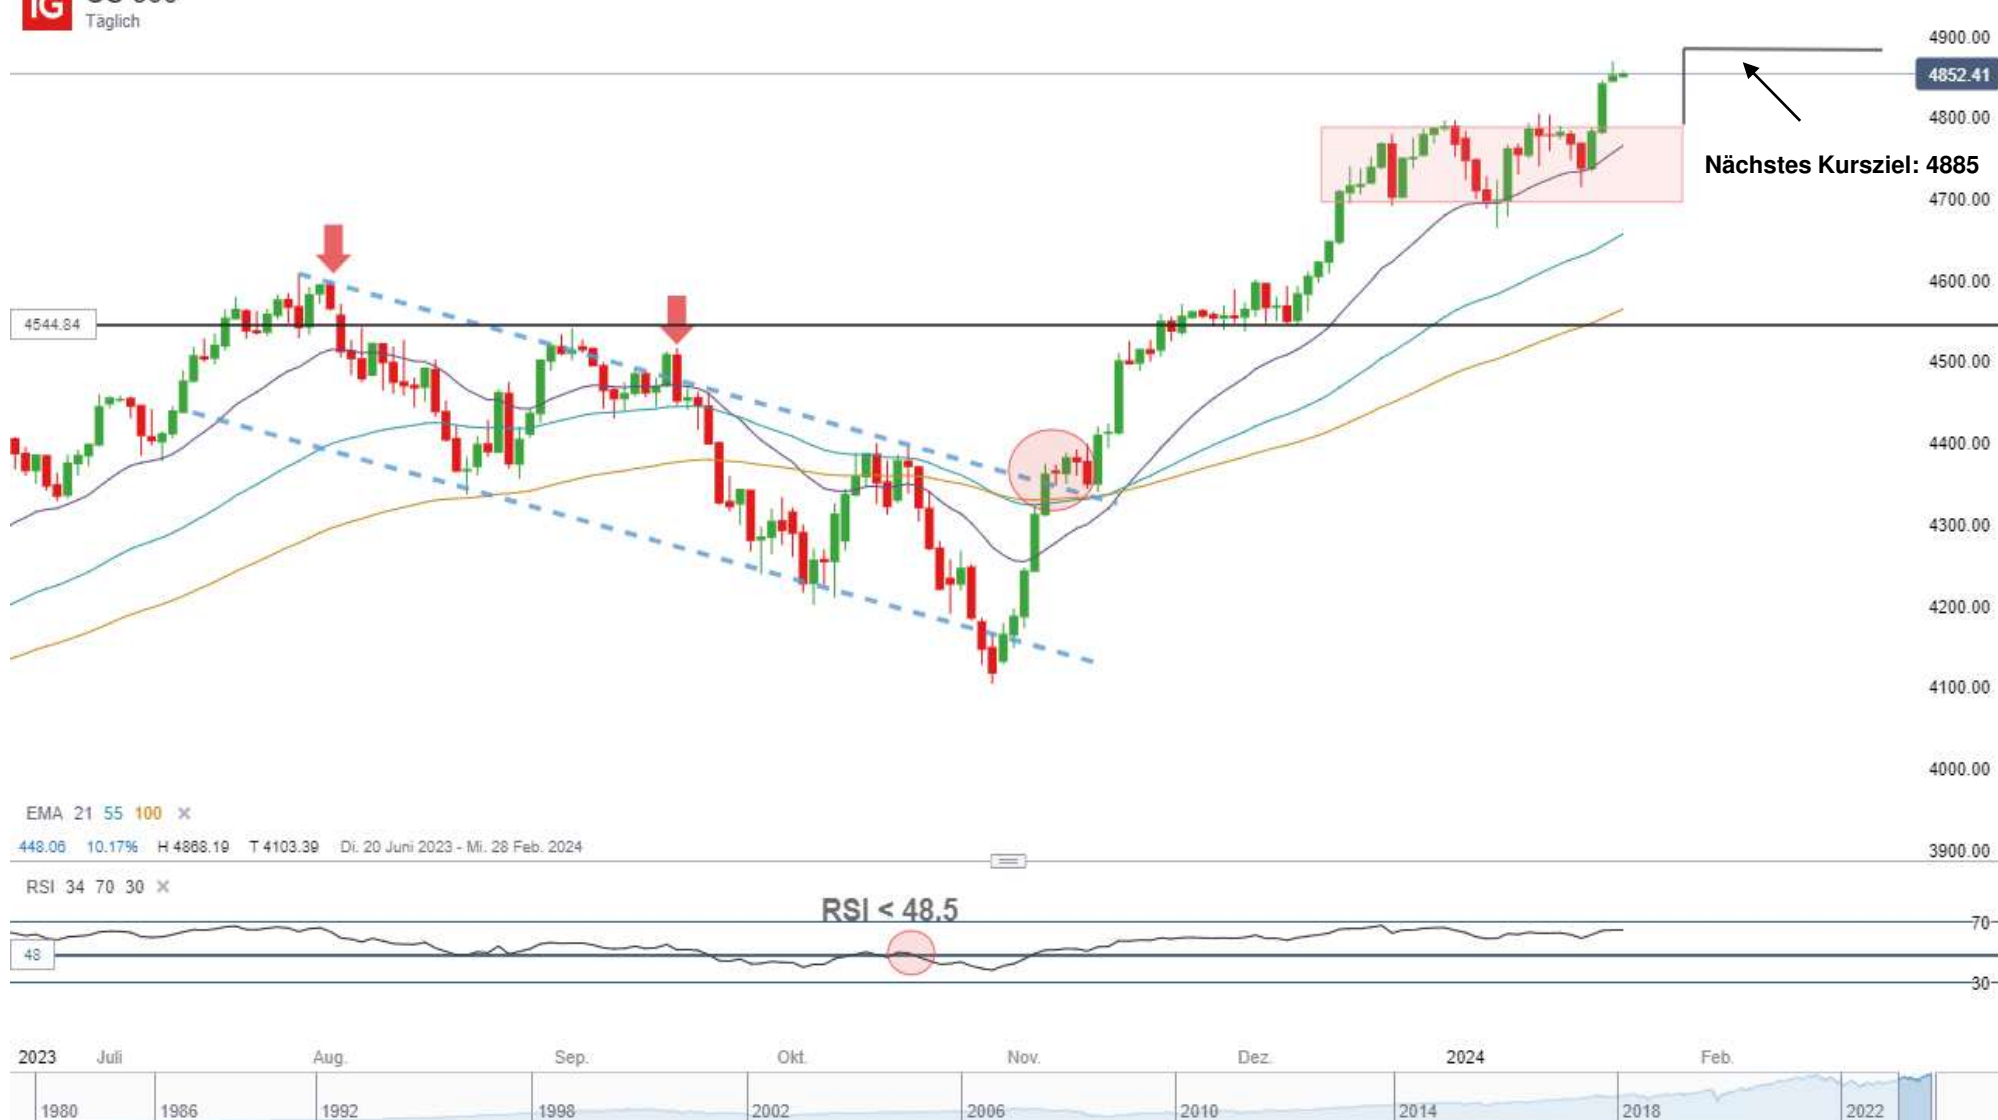 IG
Täglich
4900.00
4852.41
4800.00
Nächstes Kursziel: 4885
4700.00
4600.00
4544.84
4500.00
4400.00
4300.00
4200.00
4100.00
4000.00
EMA 21 55 100 ×
448.06 10.17% H 4868.19 T 4103.39 Di. 20 Juni 2023 - Mi. 28 Feb. 2024
3900.00
RSI 34 70 30 ×
RSI < 48.5
70
48
30
2023 Juli Aug. Sep. Okt. Nov. Dez. 2024 Feb.
1980 1986 1992 1998 2002 2006 2010 2014 2018 2022